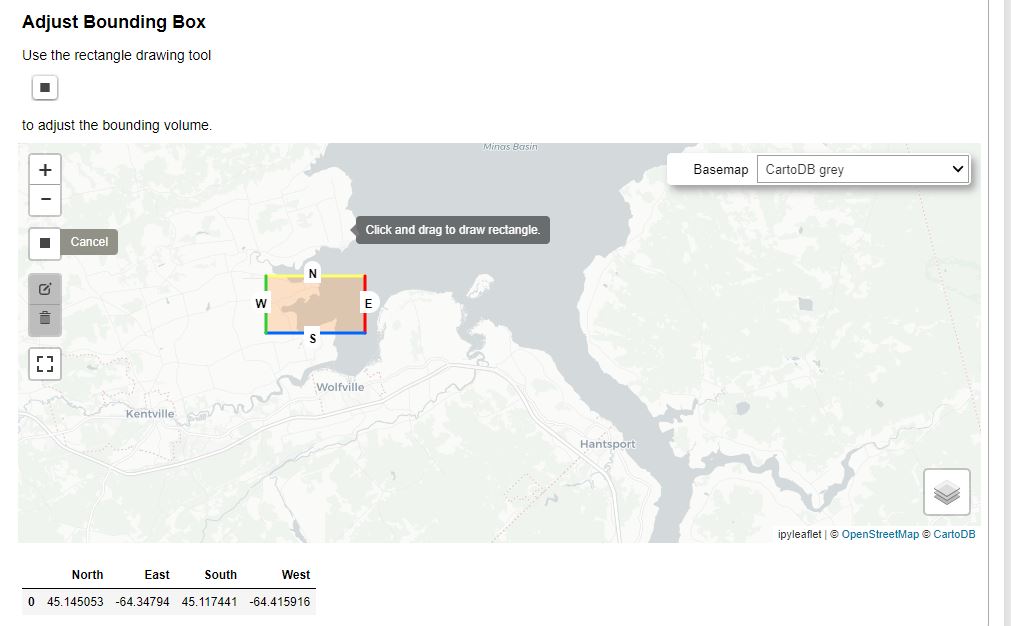 Adjust Bounding Box
Use the rectangle drawing tool
to adjust the bounding volume.
Minas Basin
+
Basemap CartoDB grey
−
Click and drag to draw rectangle.
Cancel
N
W E
S
Wolfville
Kentville
Hantsport
ipyleaflet | © OpenStreetMap © CartoDB
North East South West
0 45.145053 -64.34794 45.117441 -64.415916